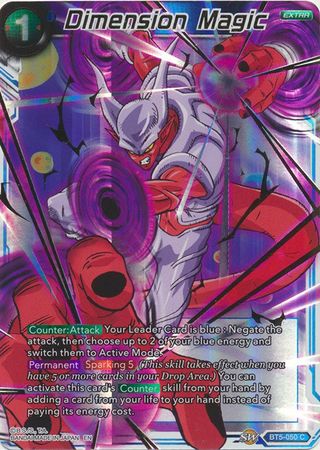 1 Dimension Magic EXTRA
Counter:Attack Your Leader Card is blue: Negate the
attack, then choose up to 2 of your blue energy and
switch them to Active Mode.
Permanent Sparking 5 (This skill takes effect when you
have 5 or more cards in your Drop Area.) You can
activate this card's Counter skill from your hand by
adding a card from your life to your hand instead of
paying its energy cost.
©B.S./S., T.A.
BANDAI MADE IN JAPAN EN
BT5-050 C